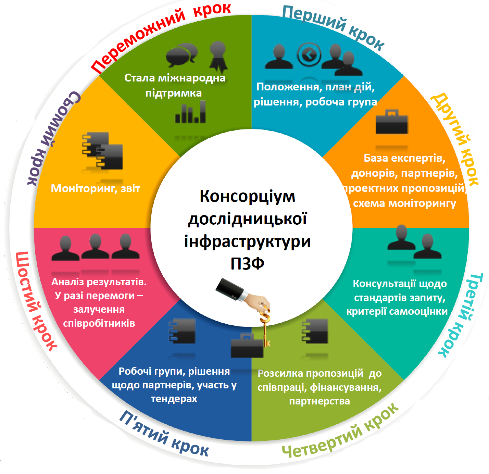 Перший крок
Положення, план дій,
рішення, робоча група
Другий крок
База експертів,
донорів, партнерів,
проектних пропозицій
схема моніторингу
Третій крок
Консультації щодо
стандартів запиту,
критерії самооцінки
Четвертий крок
Розсилка пропозицій до
співпраці, фінансування,
партнерства
П'ятий крок
Робочі групи, рішення
щодо партнерів, участь у
тендерах
Шостий крок
Аналіз результатів.
У разі перемоги –
залучення
співробітників
Сьомий крок
Моніторинг, звіт
Переможний крок
Стала міжнародна
підтримка
Консорціум
дослідницької
інфраструктури
ПЗФ